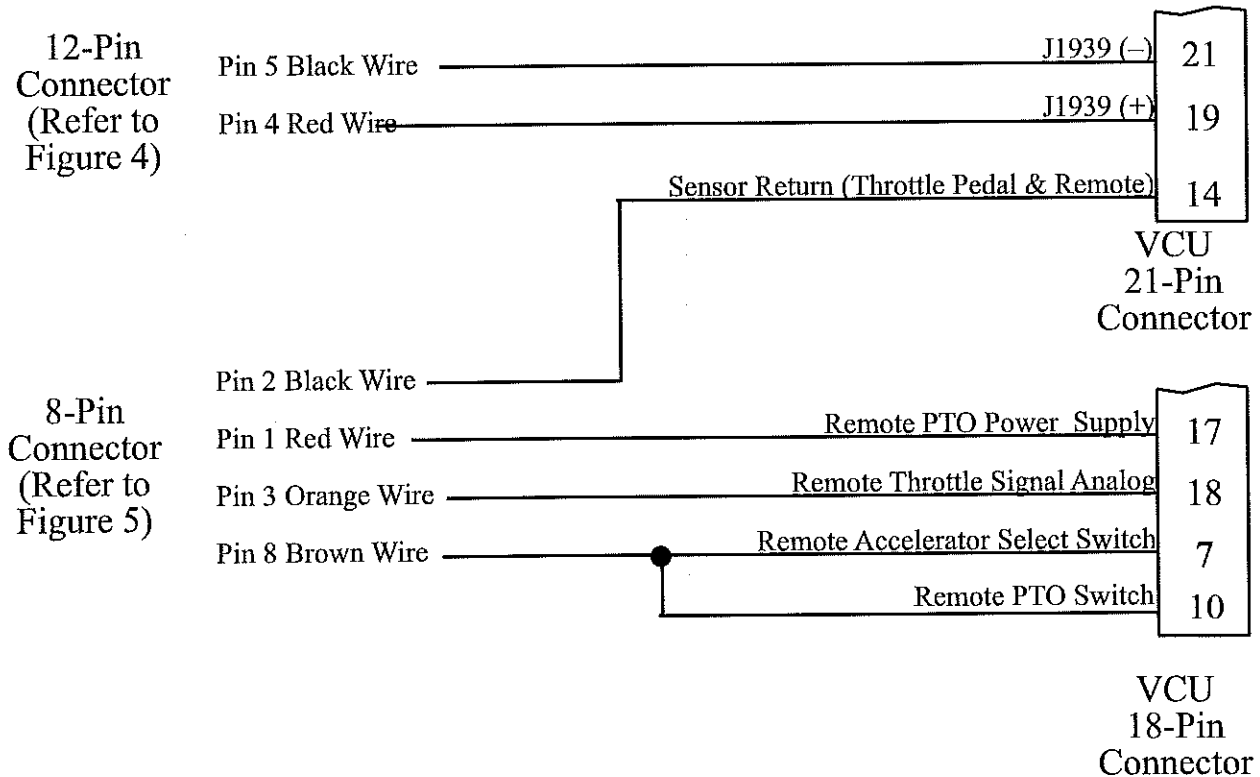 12-Pin
Connector
(Refer to
Figure 4)
Pin 5 Black Wire
J1939 (–)
21
Pin 4 Red Wire
J1939 (+)
19
Sensor Return (Throttle Pedal & Remote)
14
VCU
21-Pin
Connector
8-Pin
Connector
(Refer to
Figure 5)
Pin 2 Black Wire
Pin 1 Red Wire
Remote PTO Power Supply
17
Pin 3 Orange Wire
Remote Throttle Signal Analog
18
Pin 8 Brown Wire
Remote Accelerator Select Switch
7
Remote PTO Switch
10
VCU
18-Pin
Connector